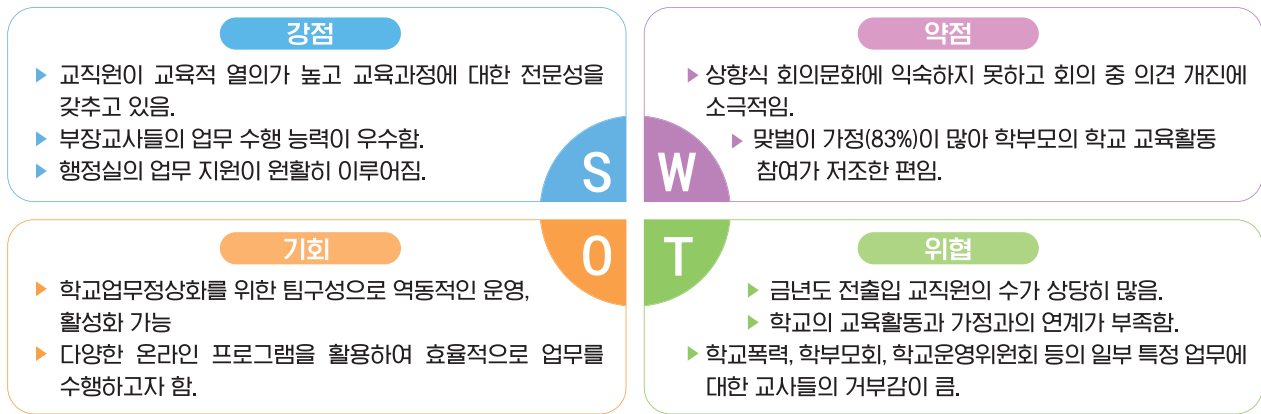 강점
▶ 교직원이 교육적 열의가 높고 교육과정에 대한 전문성을
갖추고 있음.
▶ 부장교사들의 업무 수행 능력이 우수함.
▶ 행정실의 업무 지원이 원활히 이루어짐.
S
약점
▶ 상향식 회의문화에 익숙하지 못하고 회의 중 의견 개진에
소극적임.
▶ 맞벌이 가정(83%)이 많아 학부모의 학교 교육활동
참여가 저조한 편임.
W
기회
▶ 학교업무정상화를 위한 팀구성으로 역동적인 운영,
활성화 가능
▶ 다양한 온라인 프로그램을 활용하여 효율적으로 업무를
수행하고자 함.
O
위협
▶ 금년도 전출입 교직원의 수가 상당히 많음.
▶ 학교의 교육활동과 가정과의 연계가 부족함.
▶ 학교폭력, 학부모회, 학교운영위원회 등의 일부 특정 업무에
대한 교사들의 거부감이 큼.
T